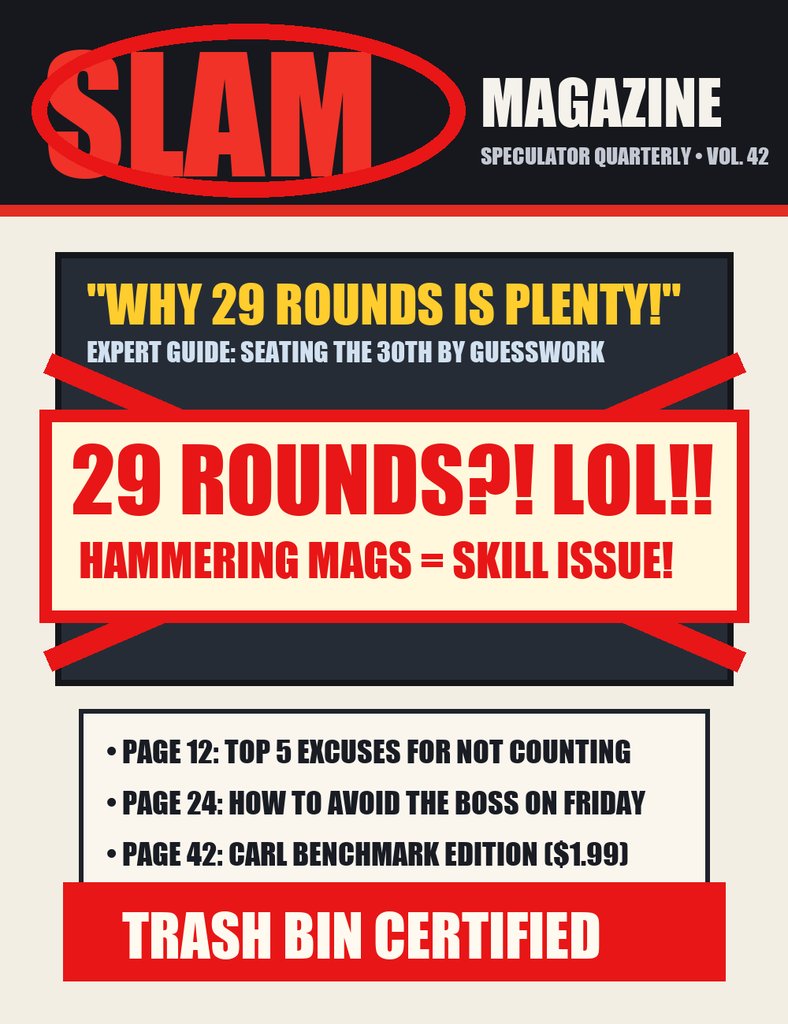 SLAM
MAGAZINE
SPECULATOR QUARTERLY • VOL. 42
"WHY 29 ROUNDS IS PLENTY!"
EXPERT GUIDE: SEATING THE 30TH BY GUESSWORK
29 ROUNDS?! LOL!!
HAMMERING MAGS = SKILL ISSUE!
• PAGE 12: TOP 5 EXCUSES FOR NOT COUNTING
• PAGE 24: HOW TO AVOID THE BOSS ON FRIDAY
• PAGE 42: CARL BENCHMARK EDITION ($1.99)
TRASH BIN CERTIFIED